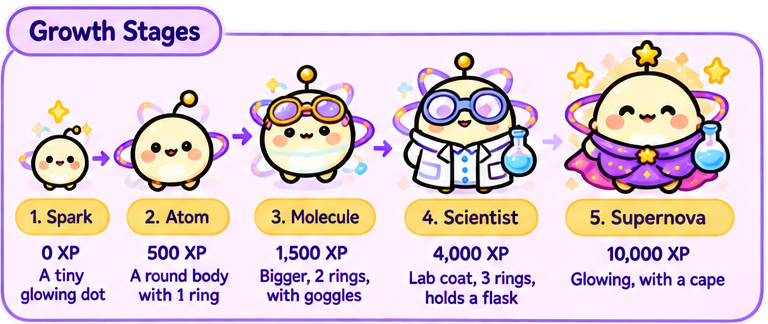 Growth Stages
1. Spark
0 XP
A tiny
glowing dot
2. Atom
500 XP
A round body
with 1 ring
3. Molecule
1,500 XP
Bigger, 2 rings,
with goggles
4. Scientist
4,000 XP
Lab coat, 3 rings,
holds a flask
5. Supernova
10,000 XP
Glowing, with a cape